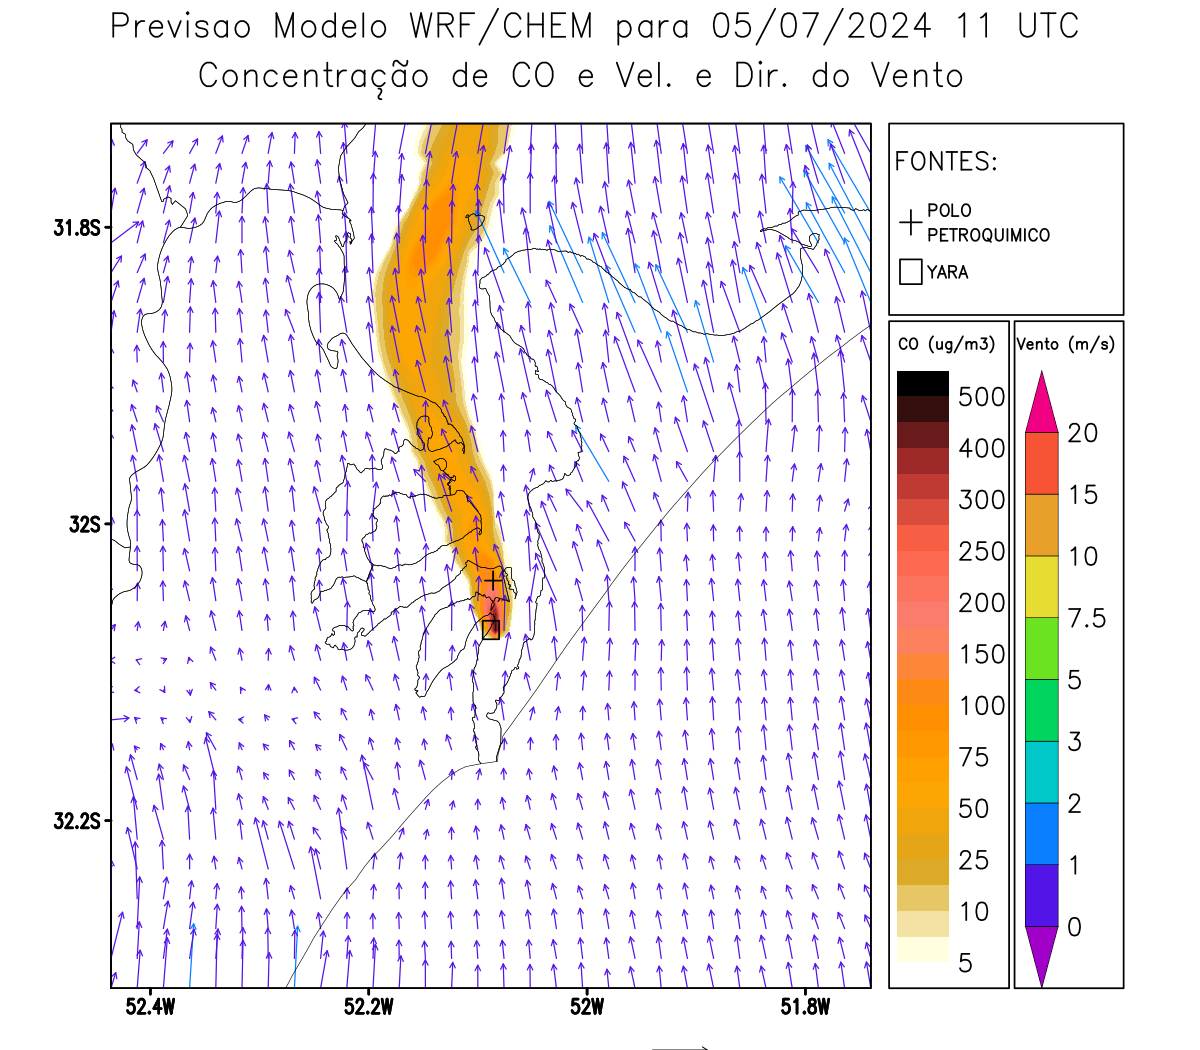 Previsao Modelo WRF/CHEM para 05/07/2024 11 UTC
Concentração de CO e Vel. e Dir. do Vento
FONTES:
POLO
PETROQUIMICO
YARA
CO (ug/m3)
500
400
300
250
200
150
100
75
50
25
10
5
Vento (m/s)
20
15
10
7.5
5
3
2
1
0
31.8S
32S
32.2S
52.4W 52.2W 52W 51.8W